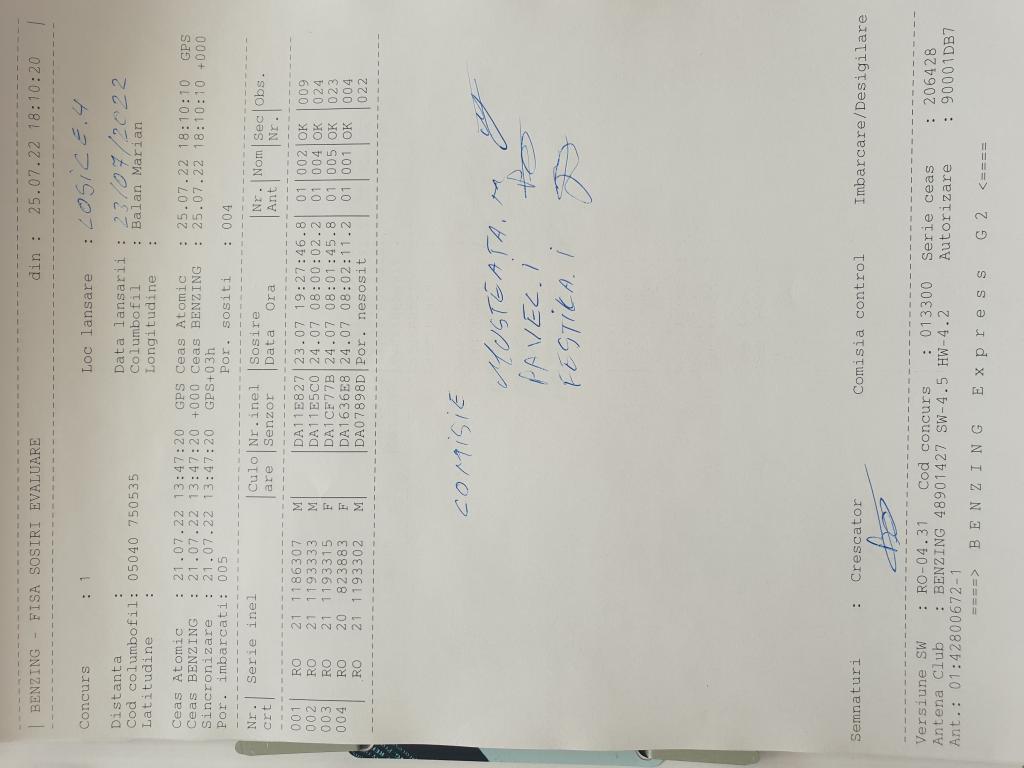 | BENZING - FISA SOSIRI EVALUARE din : 25.07.22 18:10:20 |
Concurs : 1 Loc lansare : LOSICE.4
Distanta : Data lansarii : 23/07/2022
Cod columbofil: 05040 750535 Columbofil : Balan Marian
Latitudine : Longitudine :
Ceas Atomic : 21.07.22 13:47:20 GPS Ceas Atomic : 25.07.22 18:10:10 GPS
Ceas BENZING : 21.07.22 13:47:20 +000 Ceas BENZING : 25.07.22 18:10:10 +000
Sincronizare : 21.07.22 13:47:20 GPS+03h
Por. imbarcati: 005 Por. sositi : 004
Nr.| Serie inel |Culo|Nr.inel |Sosire |Nr. |Nom|Sec|Obs.
crt| |are |Senzor |Data Ora |Ant | |Nr.|
001 | RO 21 1186307 M | |DA11E827|23.07 19:27:46.8| 01|002|OK | 009
002 | RO 21 1193333 M | |DA11E5C0|24.07 08:00:02.2| 01|004|OK | 024
003 | RO 21 1193315 F | |DA1CF77B|24.07 08:01:45.8| 01|005|OK | 023
004 | RO 20 823883 F | |DA1636E8|24.07 08:02:11.2| 01|001|OK | 004
| RO 21 1193302 M | |DA07898D|Por. nesosit | 022
COMISIE
MUSTEATA. M
PAVEL. I
FESTIKA. I
Semnaturi : Crescator Comisia control Imbarcare/Desigilare
Versiune SW : RO-04.31 Cod concurs : 013300 Serie ceas : 206428
Antena Club : BENZING 48901427 SW-4.5 HW-4.2 Autorizare : 90001DB7
Ant.: 01:42800672-1
====> B E N Z I N G E x p r e s s G 2 <====